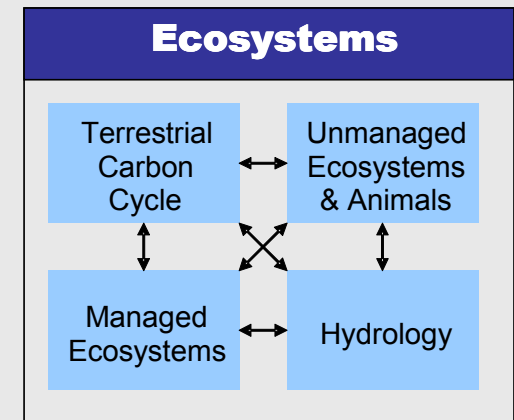 Ecosystems
Terrestrial
Carbon
Cycle
Unmanaged
Ecosystems
& Animals
Managed
Ecosystems
Hydrology